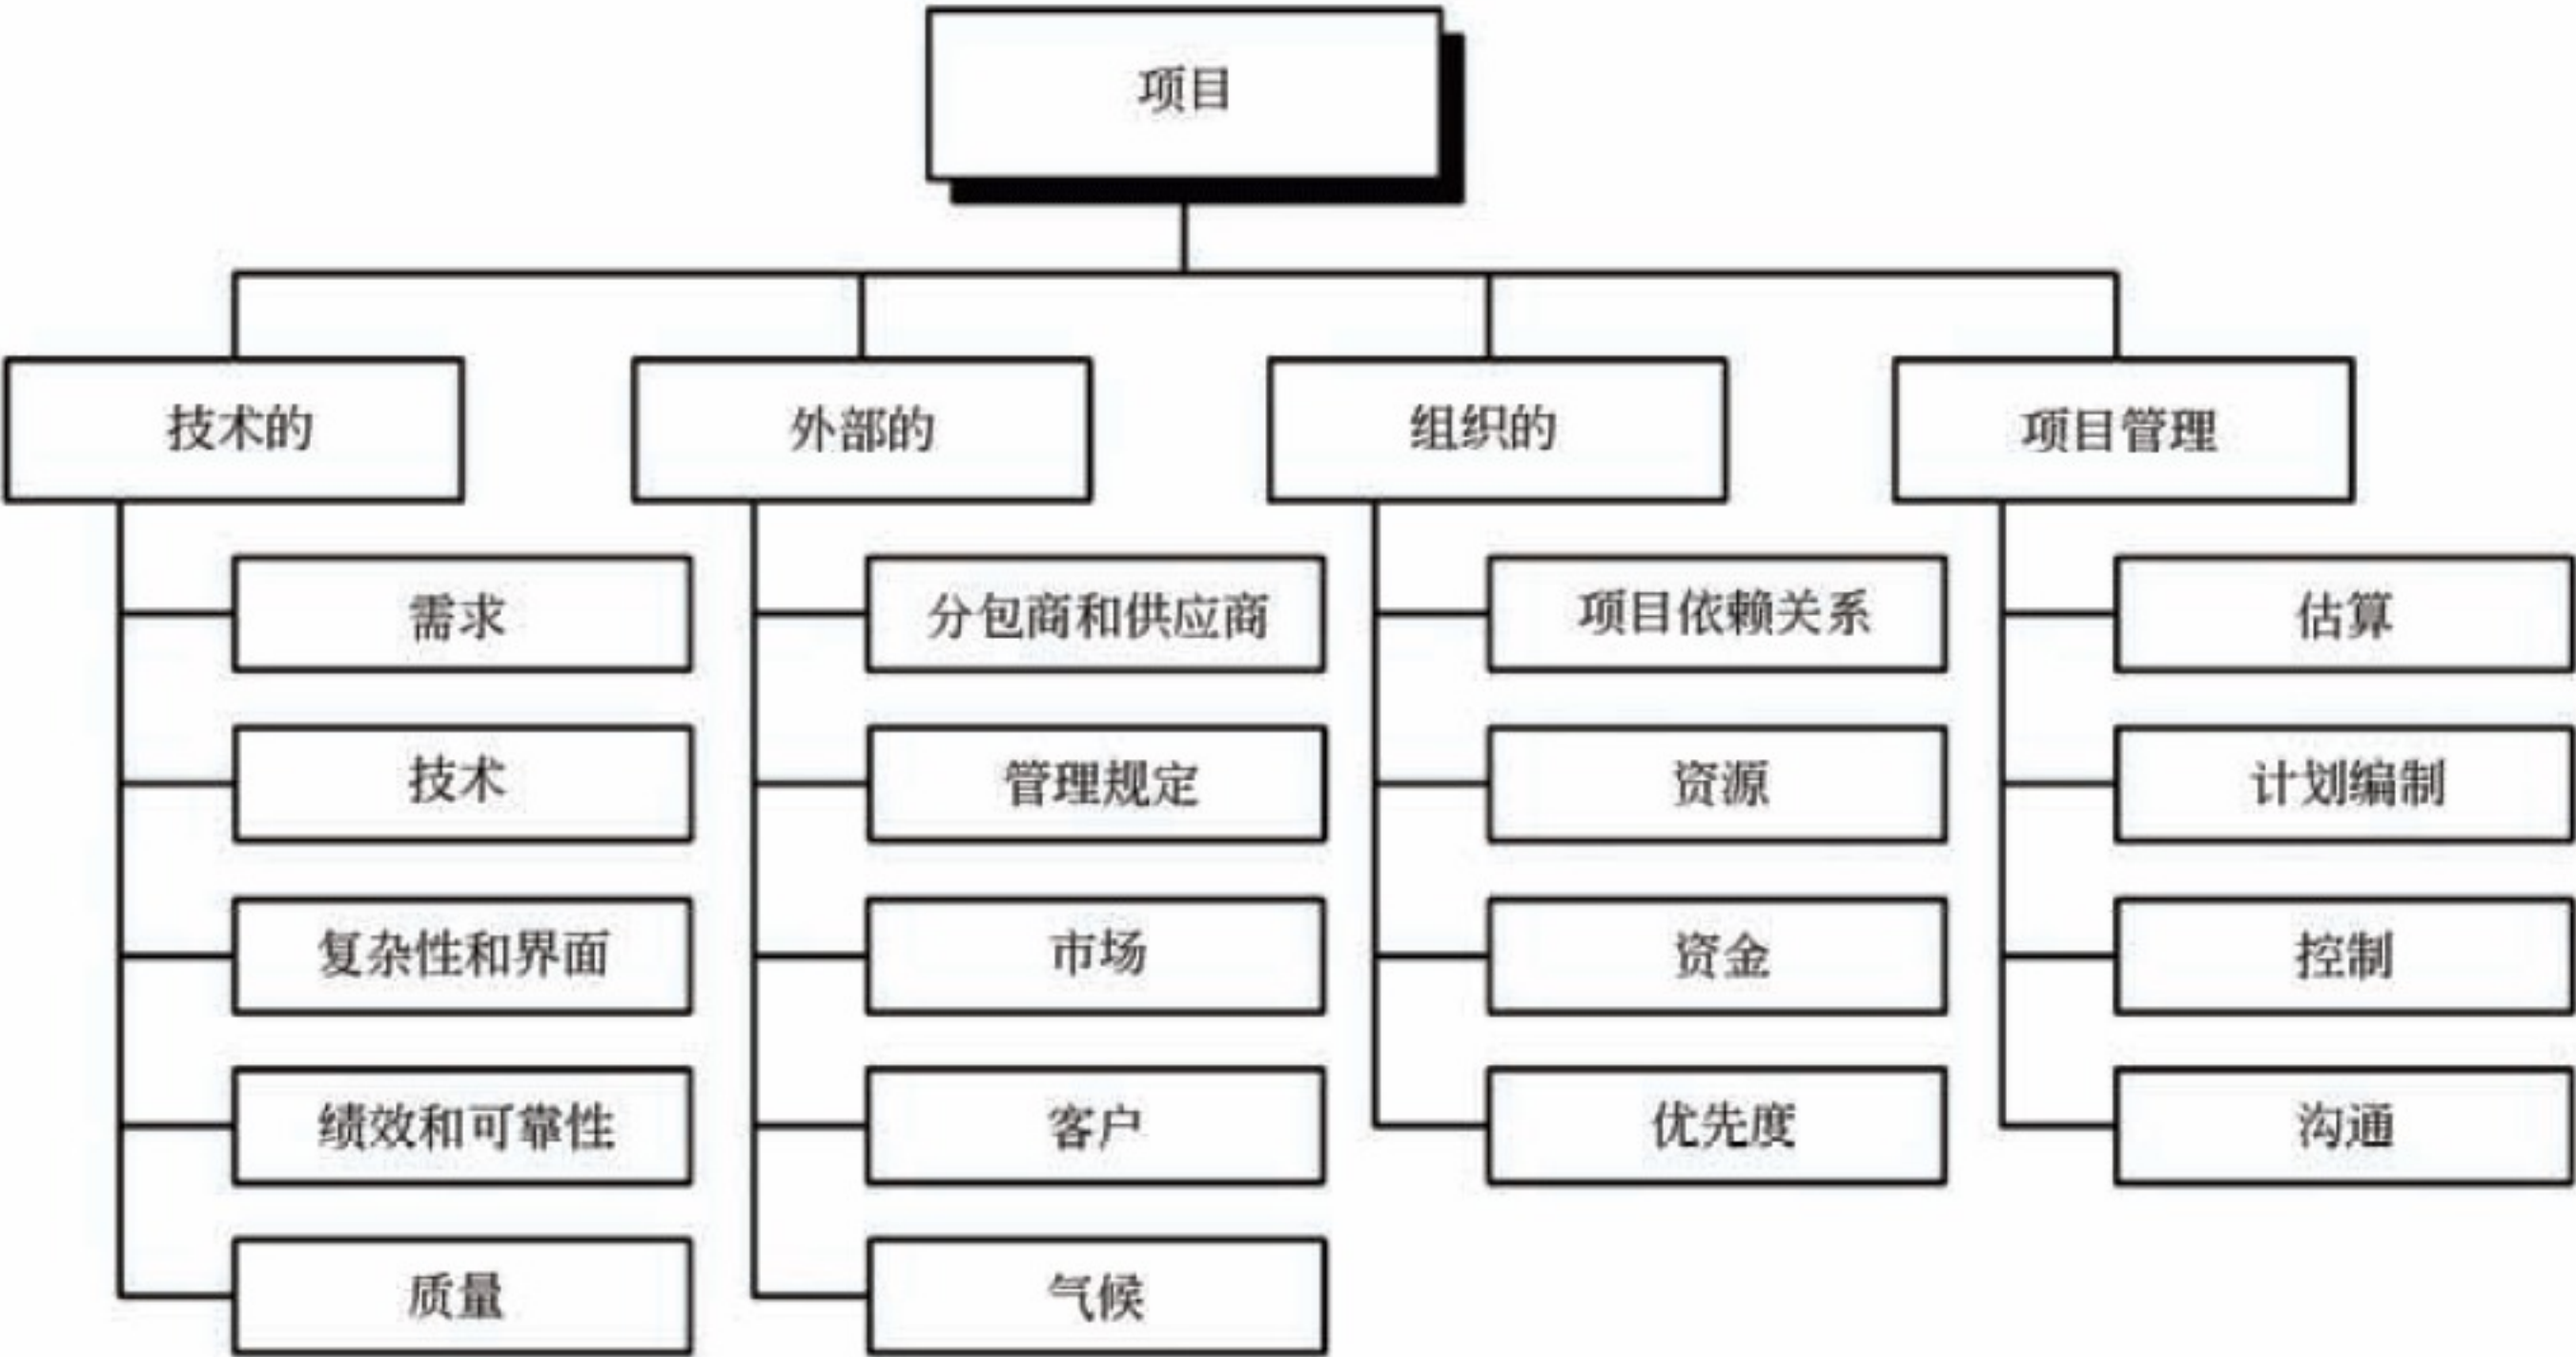 项目
技术的
外部的
组织的
项目管理
需求
技术
复杂性和界面
绩效和可靠性
质量
分包商和供应商
管理规定
市场
客户
气候
项目依赖关系
资源
资金
优先度
估算
计划编制
控制
沟通